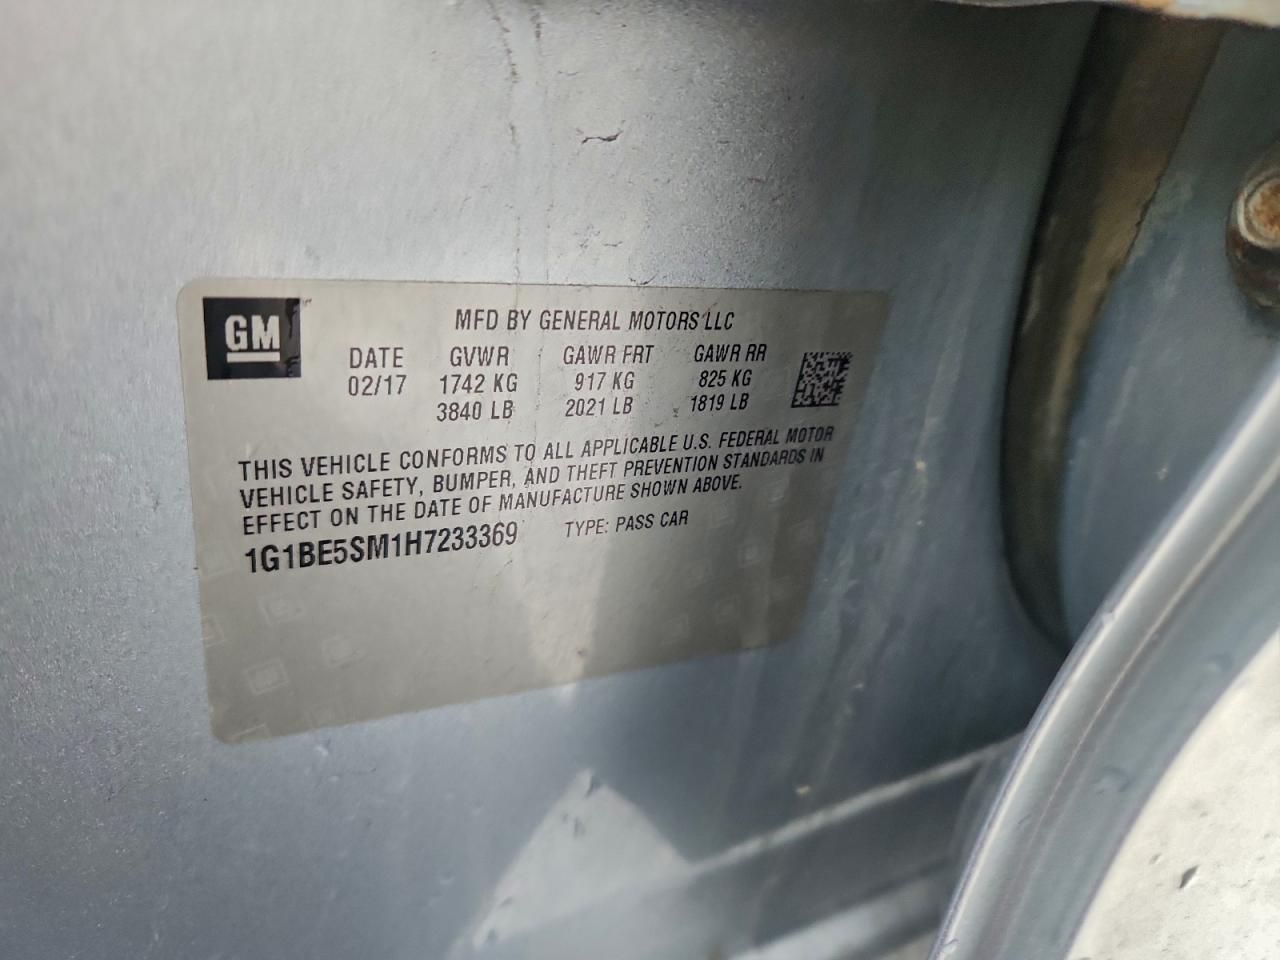 GM
MFD BY GENERAL MOTORS LLC
DATE GVWR GAWR FRT GAWR RR
02/17 1742 KG 917 KG 825 KG
3840 LB 2021 LB 1819 LB
THIS VEHICLE CONFORMS TO ALL APPLICABLE U.S. FEDERAL MOTOR
VEHICLE SAFETY, BUMPER, AND THEFT PREVENTION STANDARDS IN
EFFECT ON THE DATE OF MANUFACTURE SHOWN ABOVE.
1G1BE5SM1H7233369 TYPE: PASS CAR